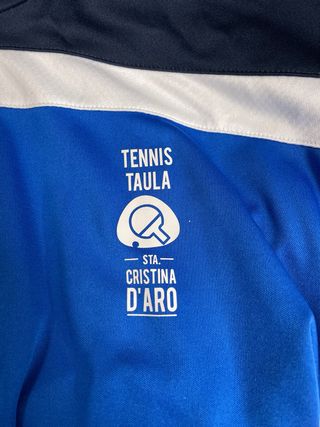 TENNIS
TAULA
STA.
CRISTINA
D'ARO